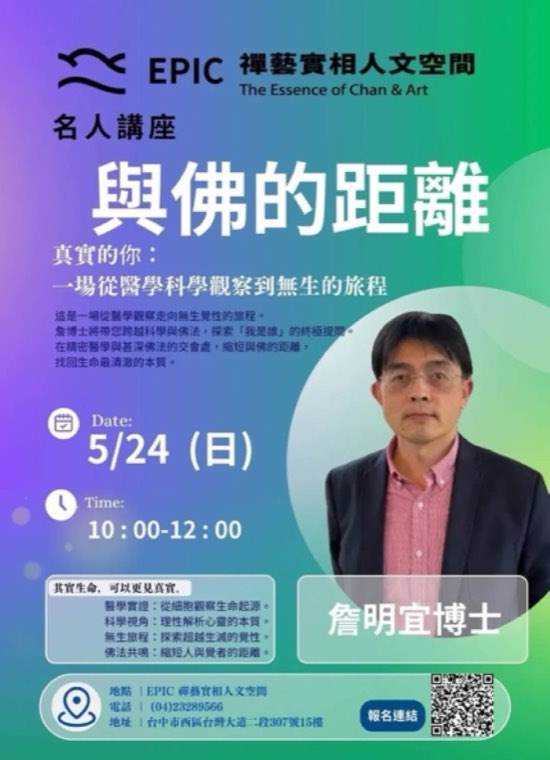 EPIC 禪藝實相人文空間
The Essence of Chan & Art
名人講座
與佛的距離
真實的你：
一場從醫學科學觀察到無生的旅程
這是一場從醫學觀察走向無生覺性的旅程。
詹博士將帶您跨越科學與佛法，探索「我是誰」的終極提問。
在精密醫學與甚深佛法的交會處，縮短與佛的距離，
找回生命最清澈的本質。
Date:
5/24 (日)
Time:
10 : 00-12 : 00
其實生命，可以更見真實。
醫學實證：從細胞觀察生命起源。
科學視角：理性解析心靈的本質。
無生旅程：探索超越生滅的覺性。
佛法共鳴：縮短人與覺者的距離。
詹明宜博士
地點 | EPIC 禪藝實相人文空間
電話 | (04)23289566
地址 | 台中市西區台灣大道二段307號15樓
報名連結